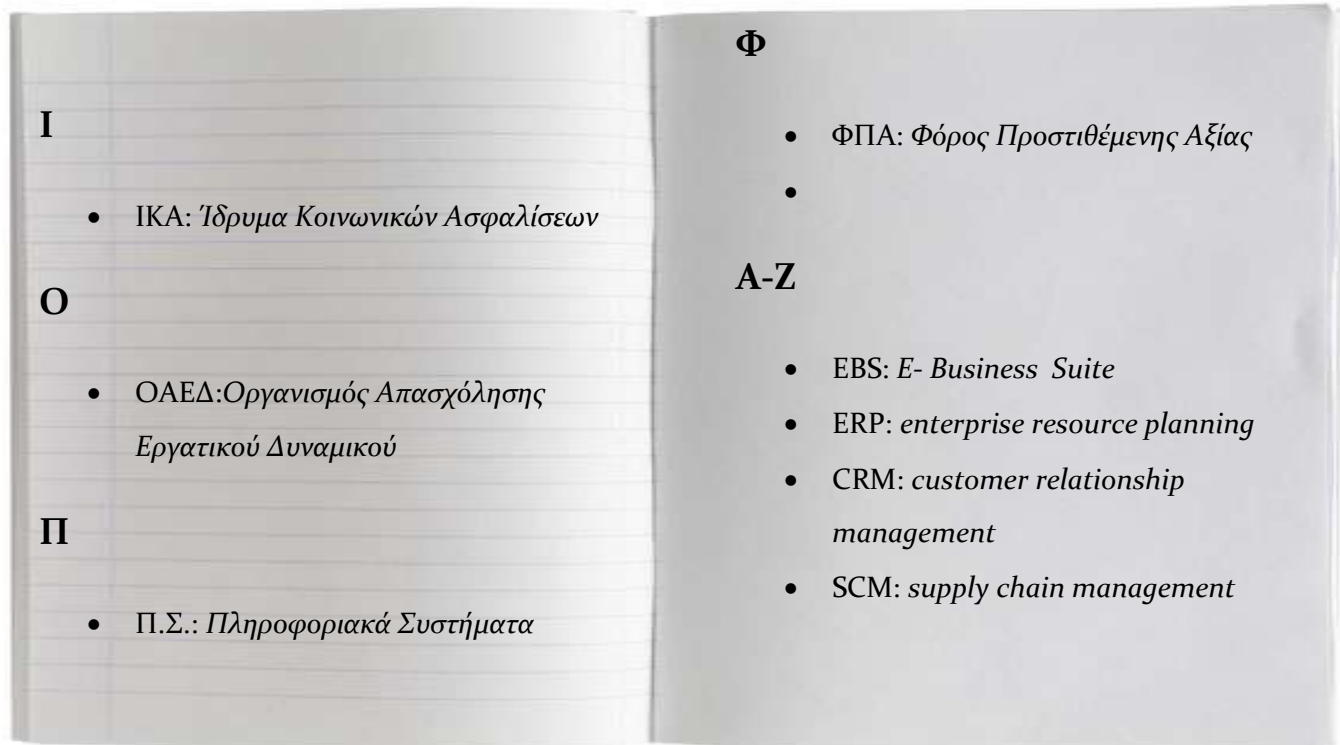 Ι
• ΙΚΑ: Ίδρυμα Κοινωνικών Ασφαλίσεων
Ο
• ΟΑΕΔ:Οργανισμός Απασχόλησης
Εργατικού Δυναμικού
Π
• Π.Σ.: Πληροφοριακά Συστήματα
Φ
• ΦΠΑ: Φόρος Προστιθέμενης Αξίας
•
A-Z
• EBS: E- Business Suite
• ERP: enterprise resource planning
• CRM: customer relationship
management
• SCM: supply chain management